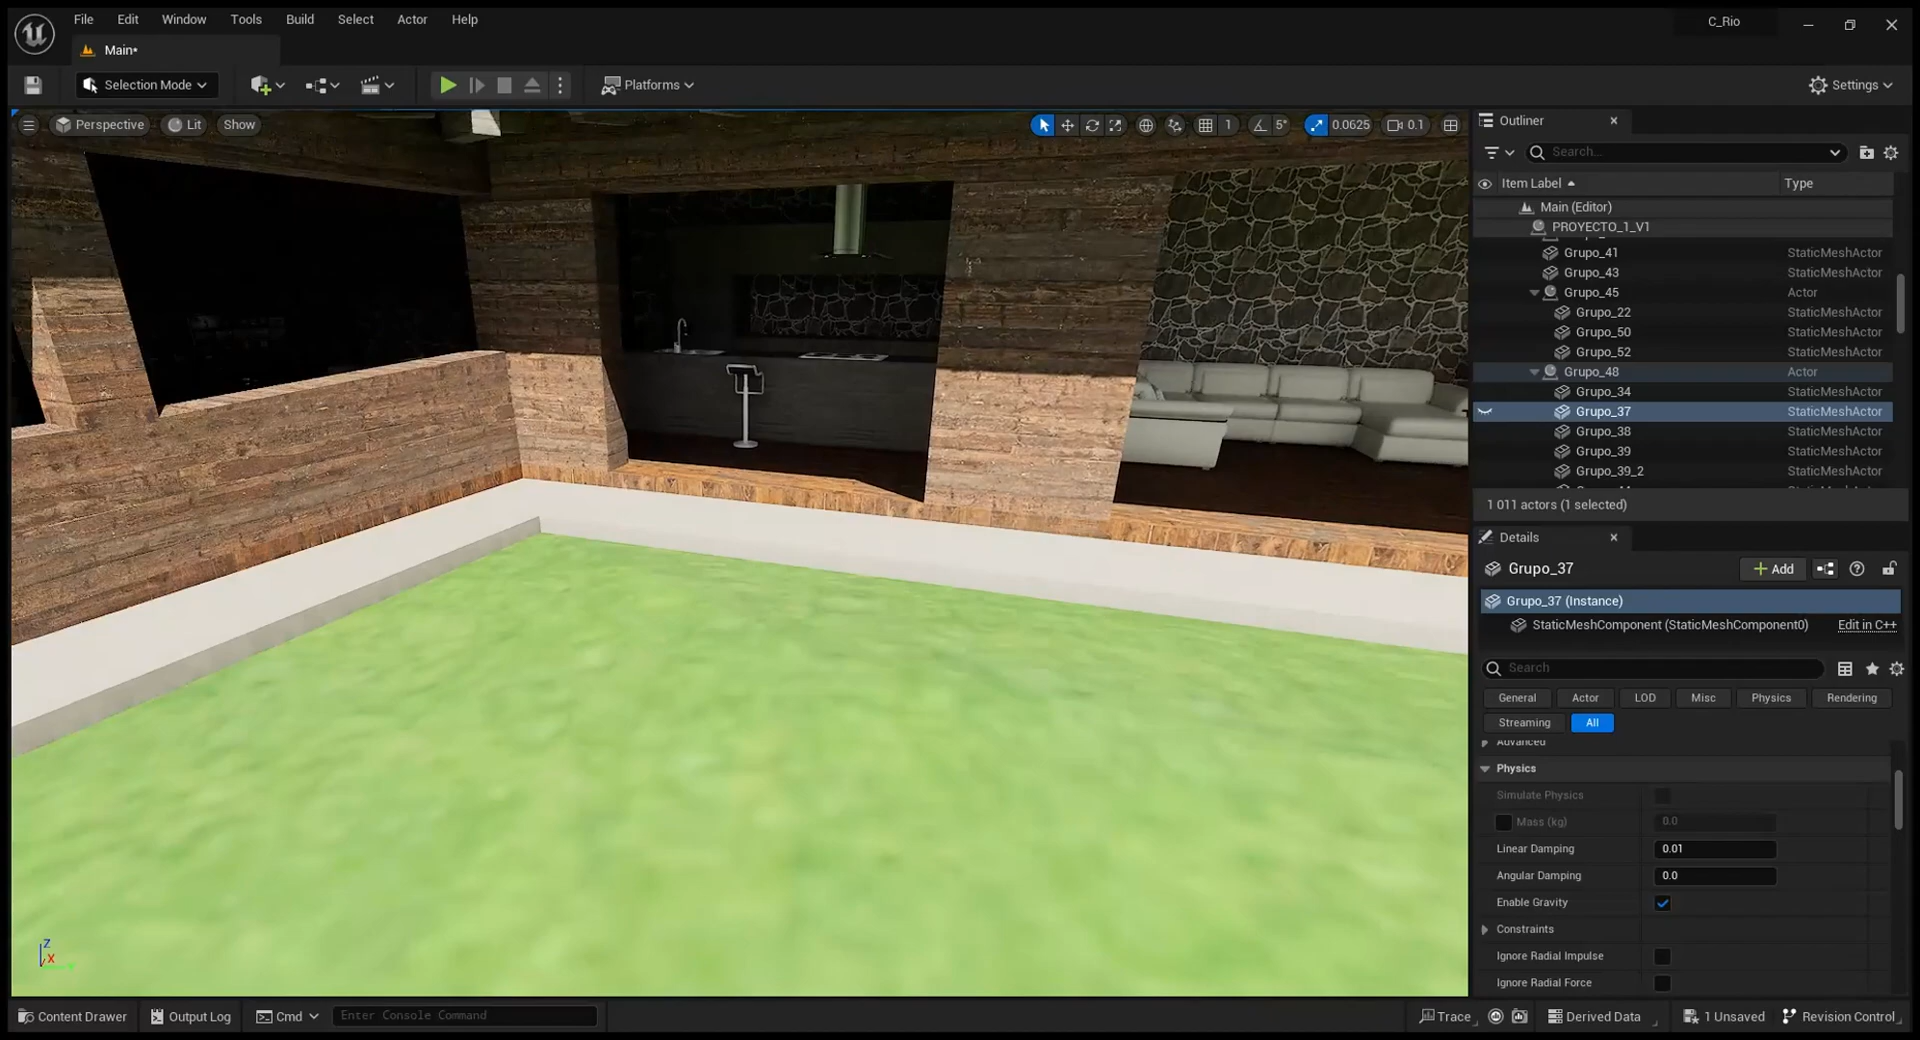 File Edit Window Tools Build Select Actor Help
C_Rio
Main•
Selection Mode
Platforms
Settings
Perspective Lit Show
1 5° 0.0625 0.1
Outliner
Search...
Item Label Type
Main (Editor)
PROYECTO_1_V1
Grupo_41 StaticMeshActor
Grupo_43 StaticMeshActor
Grupo_45 Actor
Grupo_22 StaticMeshActor
Grupo_50 StaticMeshActor
Grupo_52 StaticMeshActor
Grupo_48 Actor
Grupo_34 StaticMeshActor
Grupo_37 StaticMeshActor
Grupo_38 StaticMeshActor
Grupo_39 StaticMeshActor
Grupo_39_2 StaticMeshActor
1 011 actors (1 selected)
Details
Grupo_37
+ Add
Grupo_37 (Instance)
StaticMeshComponent (StaticMeshComponent0) Edit in C++
Search
General Actor LOD Misc Physics Rendering
Streaming All
Advanced
Physics
Simulate Physics
Mass (kg) 0.0
Linear Damping 0.01
Angular Damping 0.0
Enable Gravity
Constraints
Ignore Radial Impulse
Ignore Radial Force
Z
X
Content Drawer Output Log Cmd Enter Console Command
Trace Derived Data 1 Unsaved Revision Control